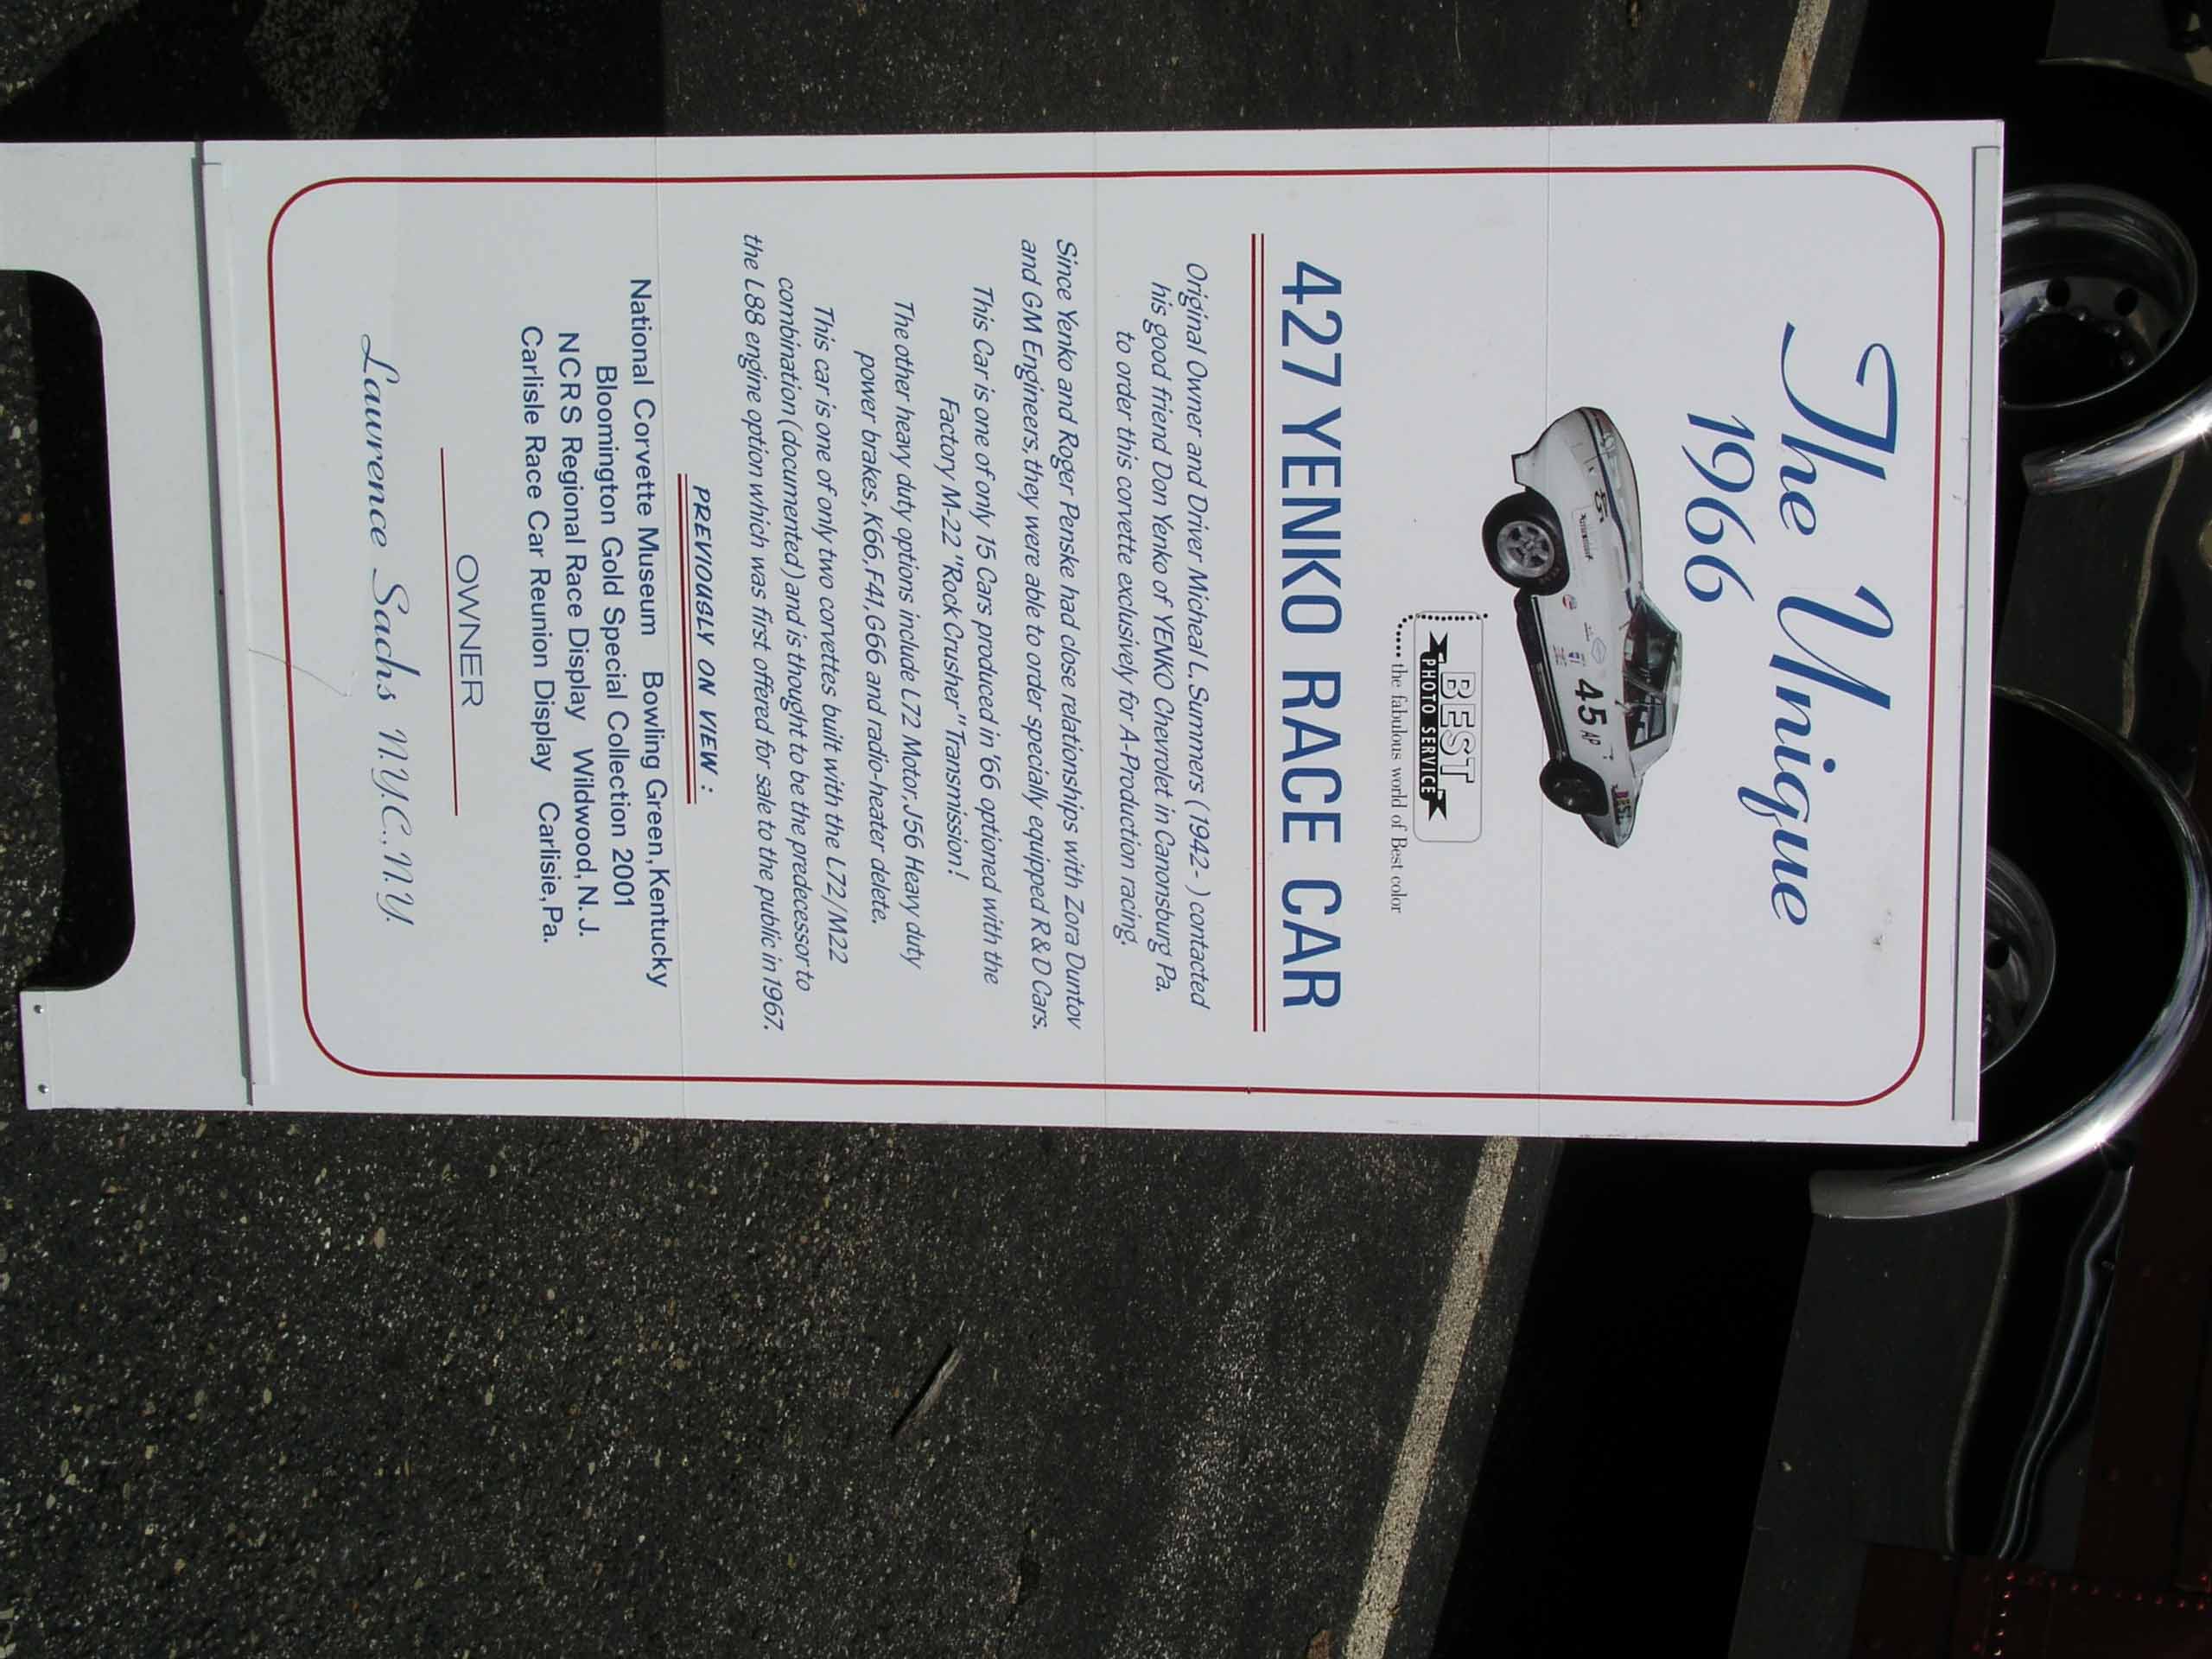 The Unique
1966
45 AP
BEST
PHOTO SERVICE
..... the fabulous world of Best color
427 YENKO RACE CAR
Original Owner and Driver Micheal L. Summers (1942- ) contacted
his good friend Don Yenko of YENKO Chevrolet in Canonsburg Pa.
to order this corvette exclusively for A-Production racing.
Since Yenko and Roger Penske had close relationships with Zora Duntov
and GM Engineers, they were able to order specially equipped R&D Cars.
This Car is one of only 15 Cars produced in '66 optioned with the
Factory M-22 "Rock Crusher" Transmission!
The other heavy duty options include L72 Motor, J56 Heavy duty
power brakes, K66, F41, G66 and radio-heater delete.
This car is one of only two corvettes built with the L72/M22
combination (documented) and is thought to be the predecessor to
the L88 engine option which was first offered for sale to the public in 1967.
PREVIOUSLY ON VIEW :
National Corvette Museum Bowling Green, Kentucky
Bloomington Gold Special Collection 2001
NCRS Regional Race Display Wildwood, N.J.
Carlisle Race Car Reunion Display Carlisie, Pa.
OWNER
Lawrence Sachs N.Y.C., N.Y.